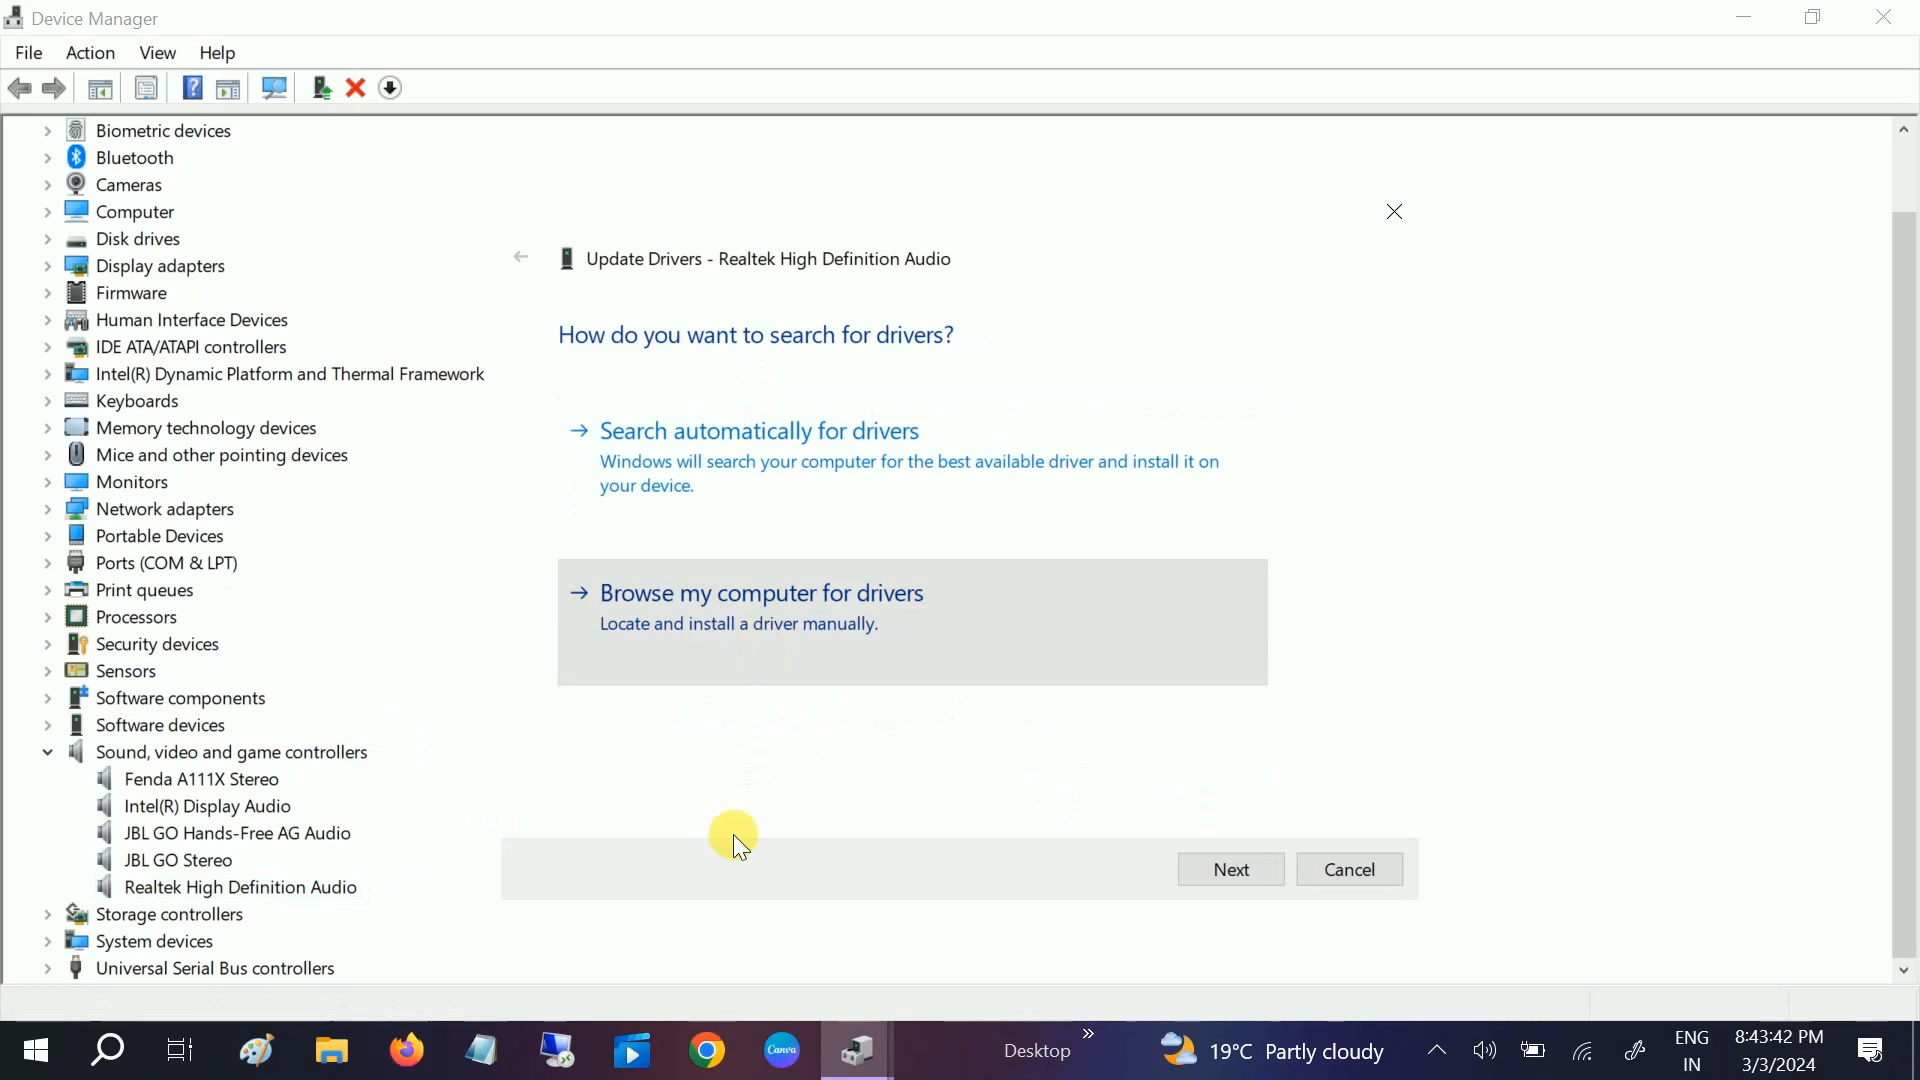 Device Manager
File Action View Help
Biometric devices
Bluetooth
Cameras
Computer
Disk drives
Display adapters
Firmware
Human Interface Devices
IDE ATA/ATAPI controllers
Intel(R) Dynamic Platform and Thermal Framework
Keyboards
Memory technology devices
Mice and other pointing devices
Monitors
Network adapters
Portable Devices
Ports (COM & LPT)
Print queues
Processors
Security devices
Sensors
Software components
Software devices
Sound, video and game controllers
Fenda A111X Stereo
Intel(R) Display Audio
JBL GO Hands-Free AG Audio
JBL GO Stereo
Realtek High Definition Audio
Storage controllers
System devices
Universal Serial Bus controllers
Update Drivers - Realtek High Definition Audio
How do you want to search for drivers?
Search automatically for drivers
Windows will search your computer for the best available driver and install it on
your device.
Browse my computer for drivers
Locate and install a driver manually.
Next
Cancel
Canva
Desktop
19°C Partly cloudy
ENG
IN
8:43:42 PM
3/3/2024